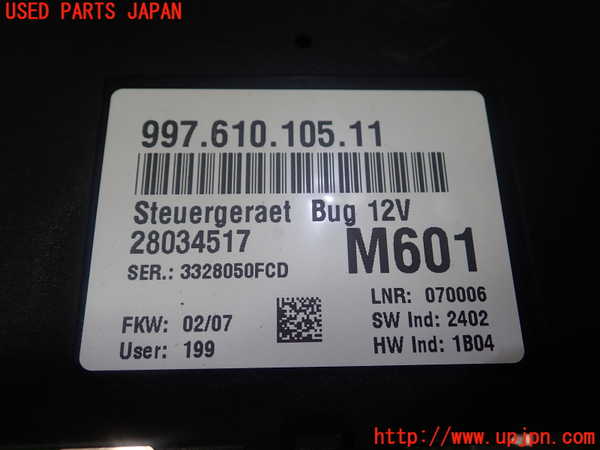 USED PARTS JAPAN
997.610.105.11
Steuergeraet Bug 12V
28034517
M601
SER.: 3328050FCD
LNR: 070006
FKW: 02/07
SW Ind: 2402
User: 199
HW Ind: 1B04
http://www.upjpn.com/